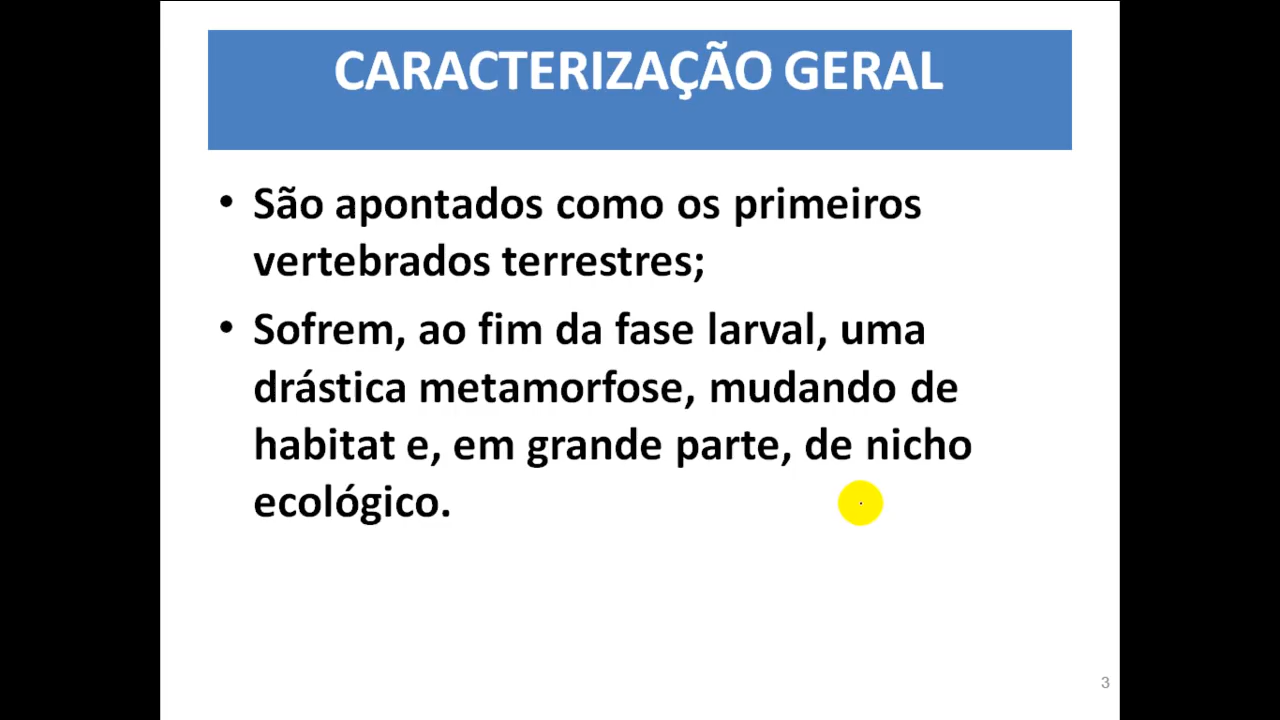 CARACTERIZAÇÃO GERAL
• São apontados como os primeiros
vertebrados terrestres;
• Sofrem, ao fim da fase larval, uma
drástica metamorfose, mudando de
habitat e, em grande parte, de nicho
ecológico.
3